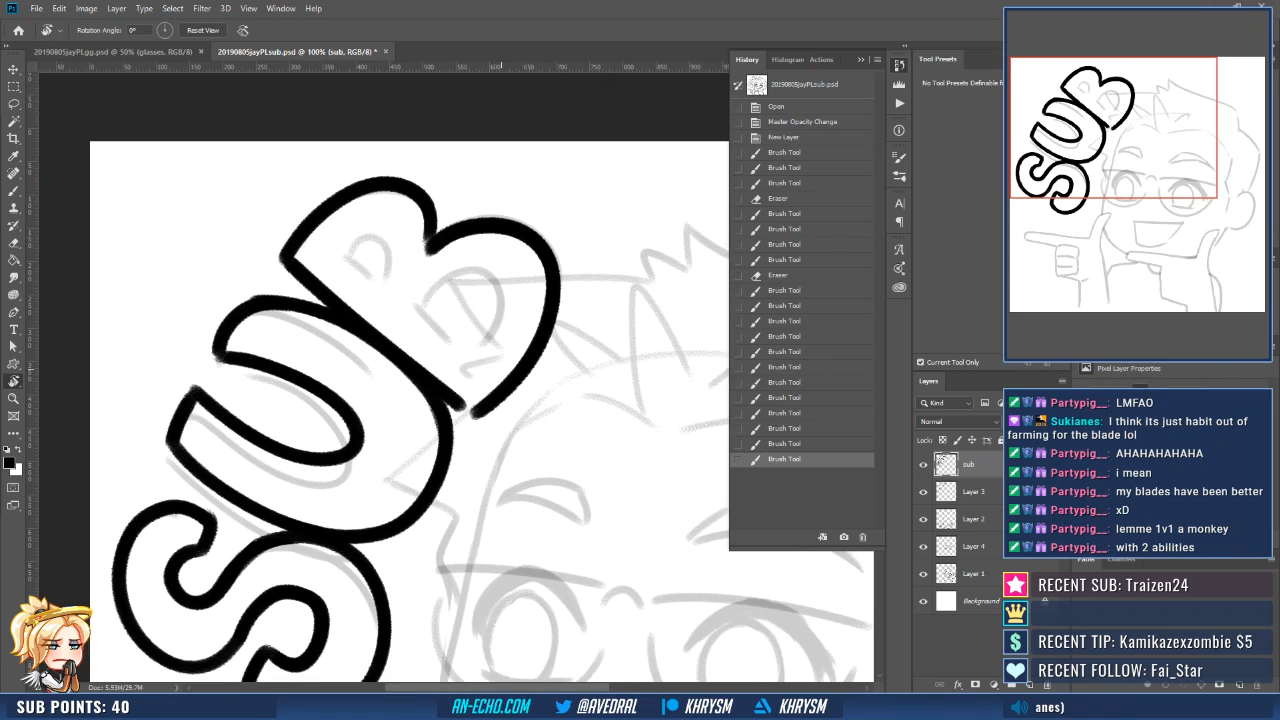 File Edit Image Layer Type Select Filter 3D View Window Help
Rotation Angle: 0° Reset View
20190805jayPLgg.psd @ 50% (glasses, RGB/8) × 20190805jayPLsub.psd @ 100% (sub, RGB/8) * ×
History Histogram Actions
20190805jayPLsub.psd
Open
Master Opacity Change
New Layer
Brush Tool
Brush Tool
Brush Tool
Eraser
Brush Tool
Brush Tool
Brush Tool
Brush Tool
Eraser
Brush Tool
Brush Tool
Brush Tool
Brush Tool
Brush Tool
Brush Tool
Brush Tool
Brush Tool
Brush Tool
Brush Tool
Brush Tool
Brush Tool
Tool Presets
No Tool Presets Defined for
Current Tool Only
Layers
Kind
Normal
Lock:
sub
Layer 3
Layer 2
Layer 4
Layer 1
Background
Pixel Layer Properties
SUB
Partypig__: LMFAO
Sukianes: I think its just habit out of
farming for the blade lol
Partypig__: AHAHAHAHAHA
Partypig__: i mean
Partypig__: my blades have been better
Partypig__: xD
Partypig__: lemme 1v1 a monkey
Partypig__: with 2 abilities
Paths Channels
RECENT SUB: Traizen24
RECENT TIP: Kamikazexzombie $5
RECENT FOLLOW: Fai_Star
Doc: 5.93M/29.7M
SUB POINTS: 40
AN-ECHO.COM @AVEDRAL KHRYSM KHRYSM
anes)